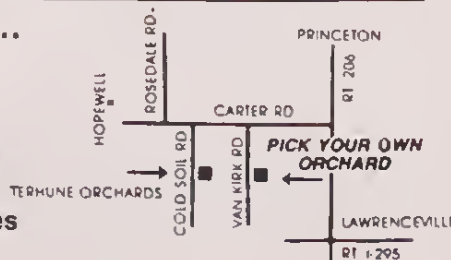 ...
PRINCETON
ROSEDALE RD.
RT 206
HOPEWELL
CARTER RD
PICK YOUR OWN
ORCHARD
COLD SOIL RD
VAN KIRK RD
TERHUNE ORCHARDS
es
LAWRENCEVILLE
RT I-295